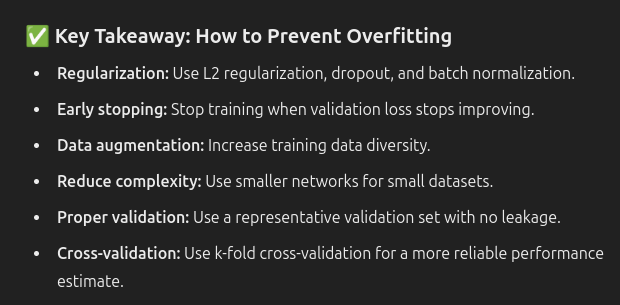 ✅ Key Takeaway: How to Prevent Overfitting
• Regularization: Use L2 regularization, dropout, and batch normalization.
• Early stopping: Stop training when validation loss stops improving.
• Data augmentation: Increase training data diversity.
• Reduce complexity: Use smaller networks for small datasets.
• Proper validation: Use a representative validation set with no leakage.
• Cross-validation: Use k-fold cross-validation for a more reliable performance
estimate.